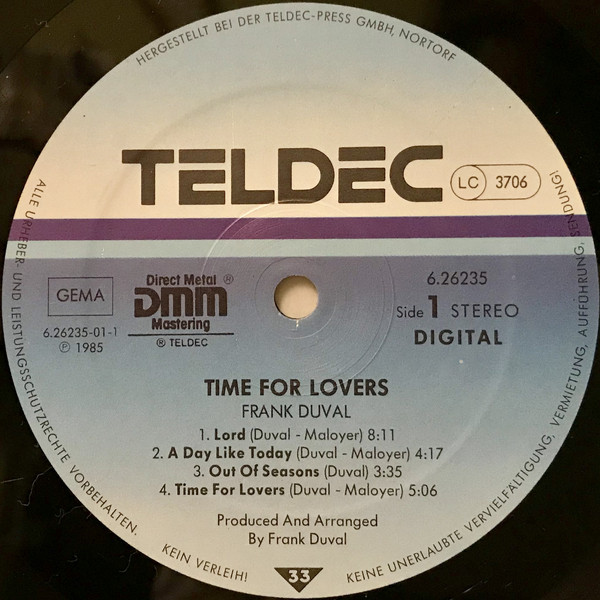 HERGESTELLT BEI DER TELDEC-PRESS GMBH, NORTORF
TELDEC
LC 3706
GEMA
6.26235-01-1
℗ 1985
Direct Metal ®
DMM
Mastering
® TELDEC
6.26235
Side 1 STEREO
DIGITAL
TIME FOR LOVERS
FRANK DUVAL
1. Lord (Duval - Maloyer) 8:11
2. A Day Like Today (Duval - Maloyer) 4:17
3. Out Of Seasons (Duval) 3:35
4. Time For Lovers (Duval - Maloyer) 5:06
Produced And Arranged
By Frank Duval
ALLE URHEBER- UND LEISTUNGSSCHUTZRECHTE VORBEHALTEN.
KEIN VERLEIH!
33
KEINE UNERLAUBTE VERVIELFÄLTIGUNG, VERMIETUNG, AUFFÜHRUNG, SENDUNG!